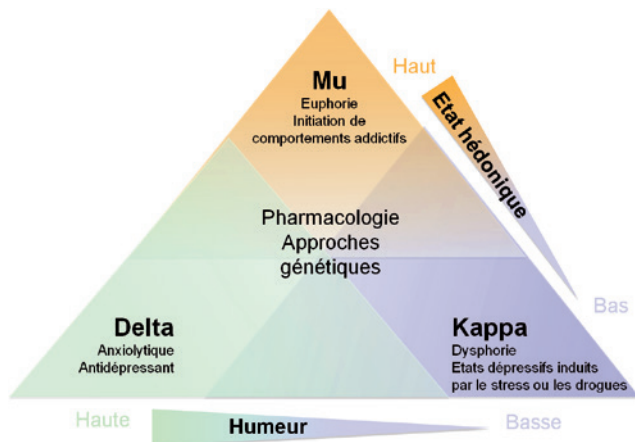 Mu
Euphorie
Initiation de
comportements addictifs
Haut
Etat hédonique
Bas
Pharmacologie
Approches
génétiques
Delta
Anxiolytique
Antidépressant
Kappa
Dysphorie
Etats dépressifs induits
par le stress ou les drogues
Haute
Humeur
Basse